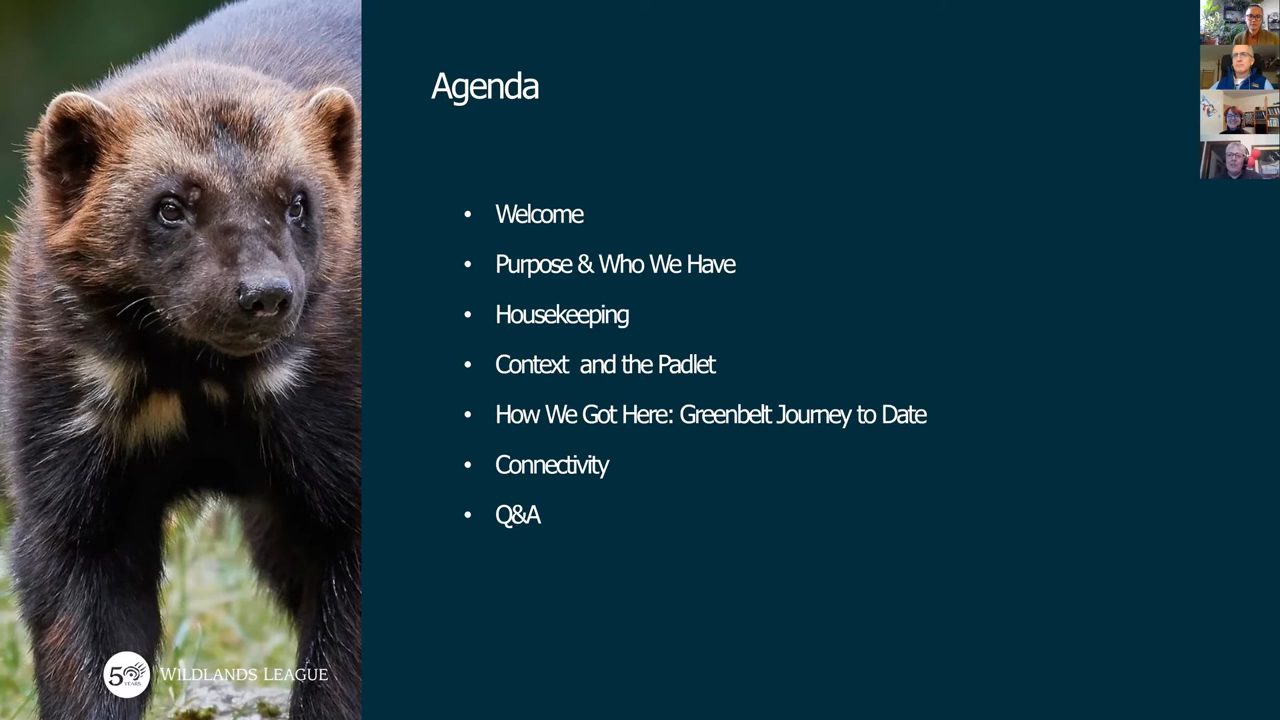 Agenda
• Welcome
• Purpose & Who We Have
• Housekeeping
• Context  and the Padlet
• How We Got Here: Greenbelt Journey to Date
• Connectivity
• Q&A
50 YEARS
WILDLANDS LEAGUE